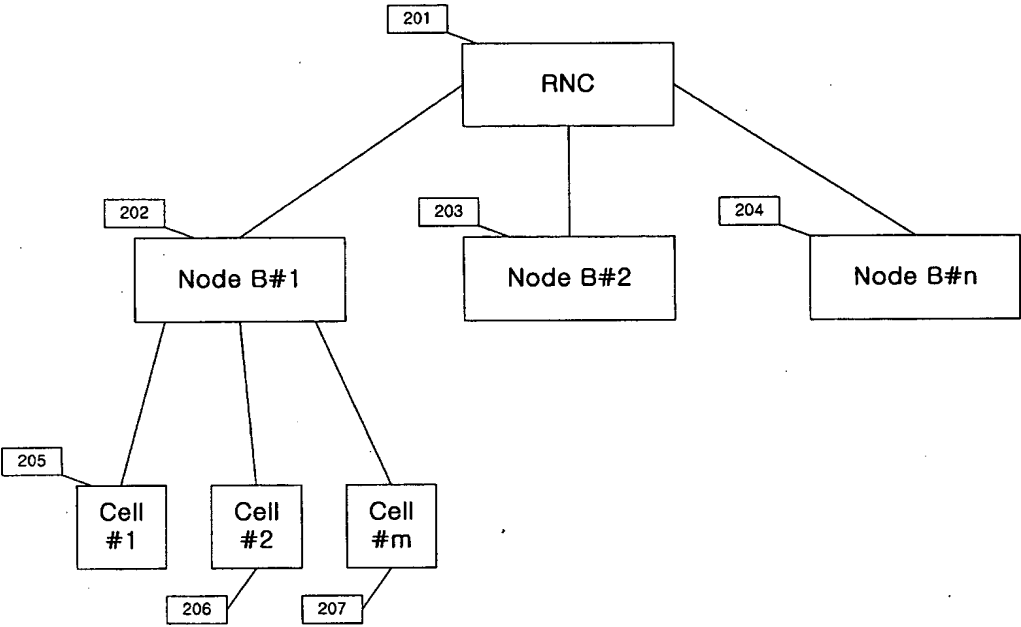 201
RNC
202
203
204
Node B#1
Node B#2
Node B#n
205
Cell
#1
Cell
#2
Cell
#m
206
207